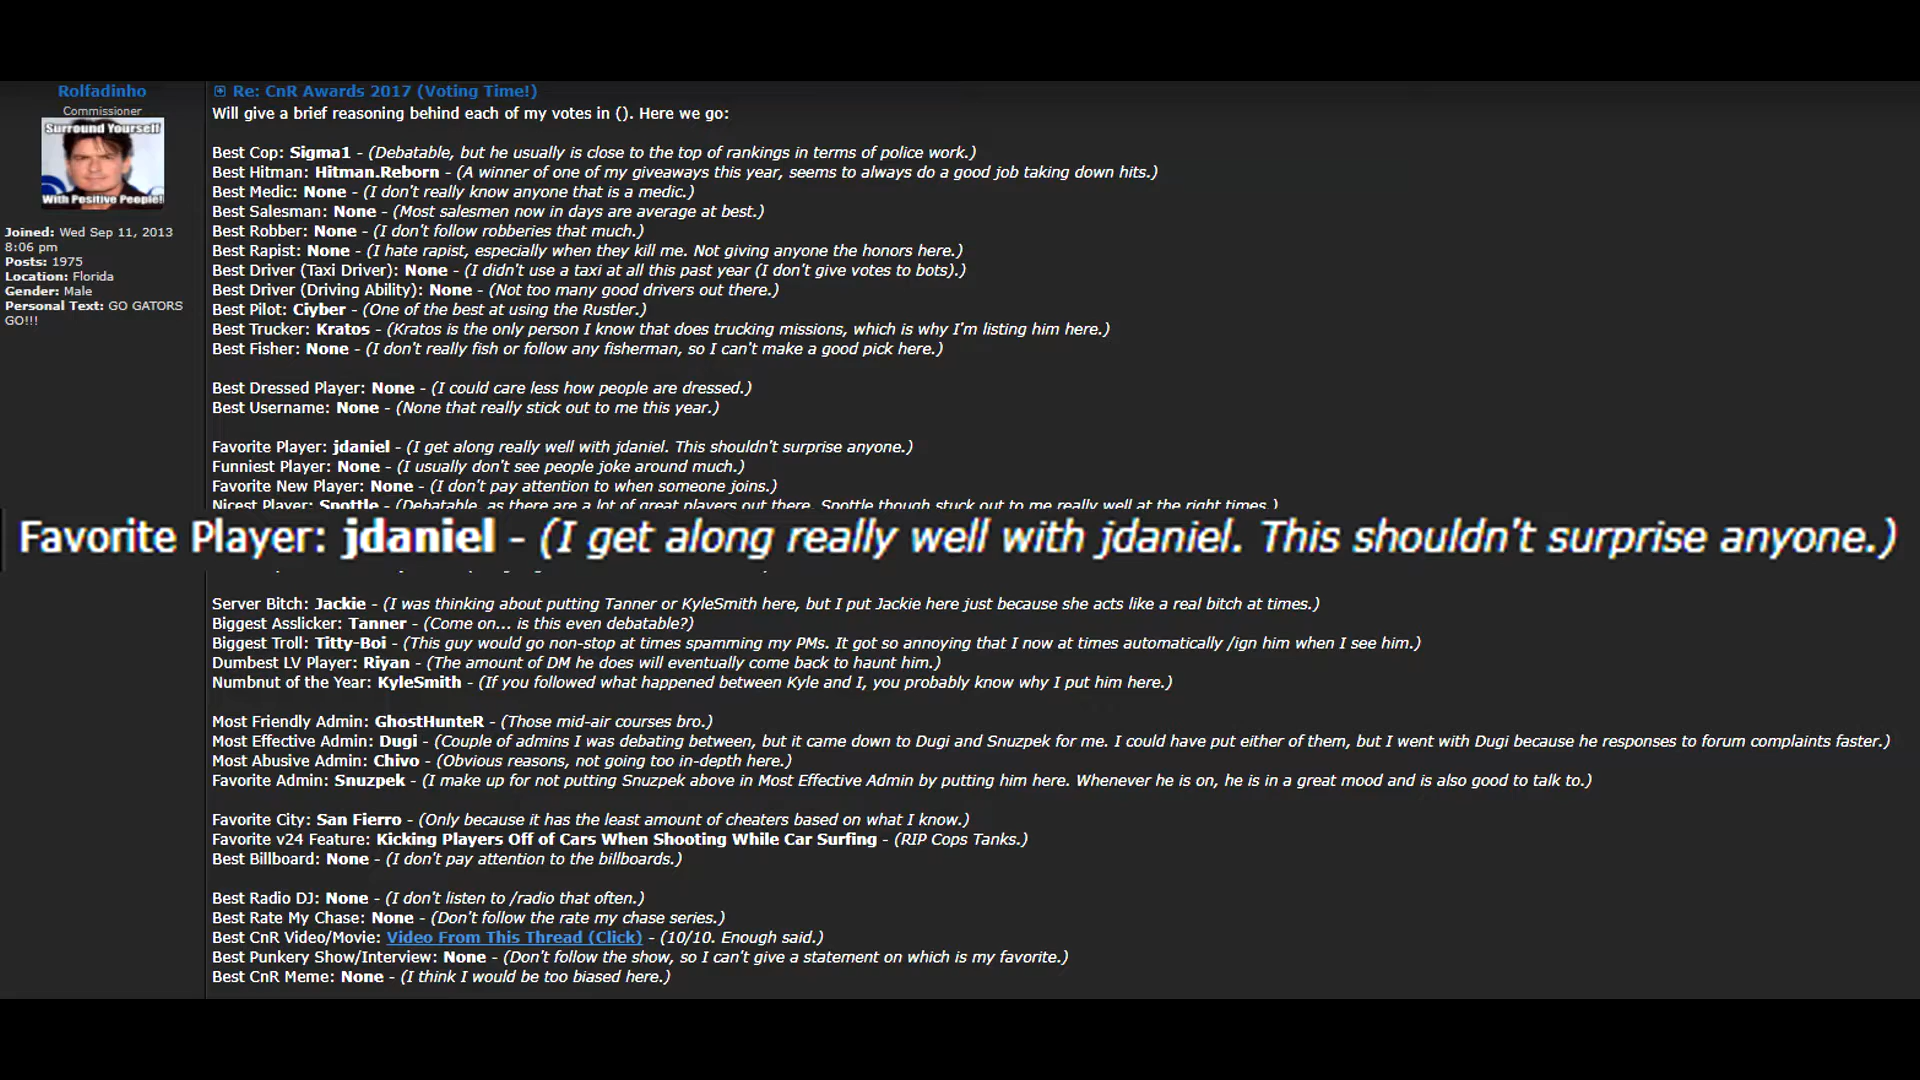 Rolfadinho
Commissioner
Surround Yourself
With Positive People!
Joined: Wed Sep 11, 2013
8:06 pm
Posts: 1975
Location: Florida
Gender: Male
Personal Text: GO GATORS
GO!!!
Re: CnR Awards 2017 (Voting Time!)
Will give a brief reasoning behind each of my votes in (). Here we go:
Best Cop: Sigma1 - (Debatable, but he usually is close to the top of rankings in terms of police work.)
Best Hitman: Hitman.Reborn - (A winner of one of my giveaways this year, seems to always do a good job taking down hits.)
Best Medic: None - (I don't really know anyone that is a medic.)
Best Salesman: None - (Most salesmen now in days are average at best.)
Best Robber: None - (I don't follow robberies that much.)
Best Rapist: None - (I hate rapist, especially when they kill me. Not giving anyone the honors here.)
Best Driver (Taxi Driver): None - (I didn't use a taxi at all this past year (I don't give votes to bots).)
Best Driver (Driving Ability): None - (Not too many good drivers out there.)
Best Pilot: Ciyber - (One of the best at using the Rustler.)
Best Trucker: Kratos - (Kratos is the only person I know that does trucking missions, which is why I'm listing him here.)
Best Fisher: None - (I don't really fish or follow any fisherman, so I can't make a good pick here.)
Best Dressed Player: None - (I could care less how people are dressed.)
Best Username: None - (None that really stick out to me this year.)
Favorite Player: jdaniel - (I get along really well with jdaniel. This shouldn't surprise anyone.)
Funniest Player: None - (I usually don't see people joke around much.)
Favorite New Player: None - (I don't pay attention to when someone joins.)
Nicest Player: Spottle - (Debatable, as there are a lot of great players out there. Spottle though stuck out to me really well at the right times.)
Favorite Player: jdaniel - (I get along really well with jdaniel. This shouldn't surprise anyone.)
Server Bitch: Jackie - (I was thinking about putting Tanner or KyleSmith here, but I put Jackie here just because she acts like a real bitch at times.)
Biggest Asslicker: Tanner - (Come on... is this even debatable?)
Biggest Troll: Titty-Boi - (This guy would go non-stop at times spamming my PMs. It got so annoying that I now at times automatically /ign him when I see him.)
Dumbest LV Player: Riyan - (The amount of DM he does will eventually come back to haunt him.)
Numbnut of the Year: KyleSmith - (If you followed what happened between Kyle and I, you probably know why I put him here.)
Most Friendly Admin: GhostHunteR - (Those mid-air courses bro.)
Most Effective Admin: Dugi - (Couple of admins I was debating between, but it came down to Dugi and Snuzpek for me. I could have put either of them, but I went with Dugi because he responses to forum complaints faster.)
Most Abusive Admin: Chivo - (Obvious reasons, not going too in-depth here.)
Favorite Admin: Snuzpek - (I make up for not putting Snuzpek above in Most Effective Admin by putting him here. Whenever he is on, he is in a great mood and is also good to talk to.)
Favorite City: San Fierro - (Only because it has the least amount of cheaters based on what I know.)
Favorite v24 Feature: Kicking Players Off of Cars When Shooting While Car Surfing - (RIP Cops Tanks.)
Best Billboard: None - (I don't pay attention to the billboards.)
Best Radio DJ: None - (I don't listen to /radio that often.)
Best Rate My Chase: None - (Don't follow the rate my chase series.)
Best CnR Video/Movie: Video From This Thread (Click) - (10/10. Enough said.)
Best Punkery Show/Interview: None - (Don't follow the show, so I can't give a statement on which is my favorite.)
Best CnR Meme: None - (I think I would be too biased here.)